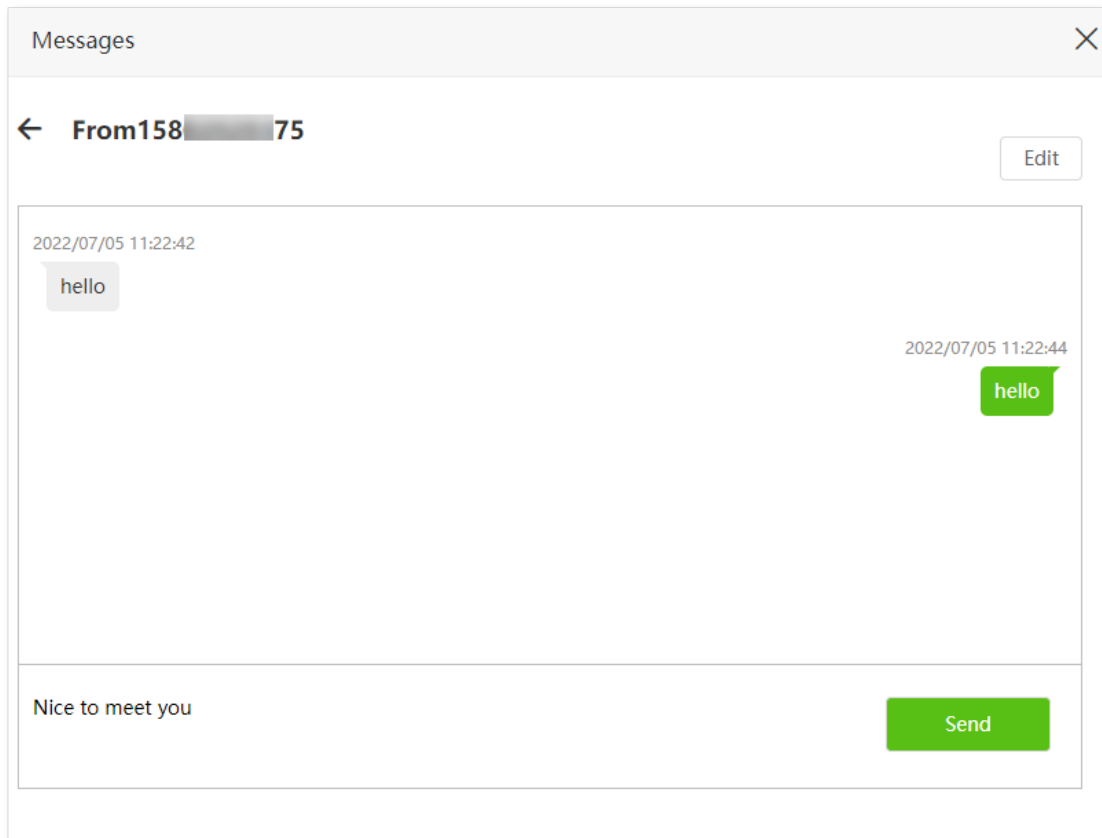 Messages
From158 75
Edit
2022/07/05 11:22:42
hello
2022/07/05 11:22:44
hello
Nice to meet you
Send